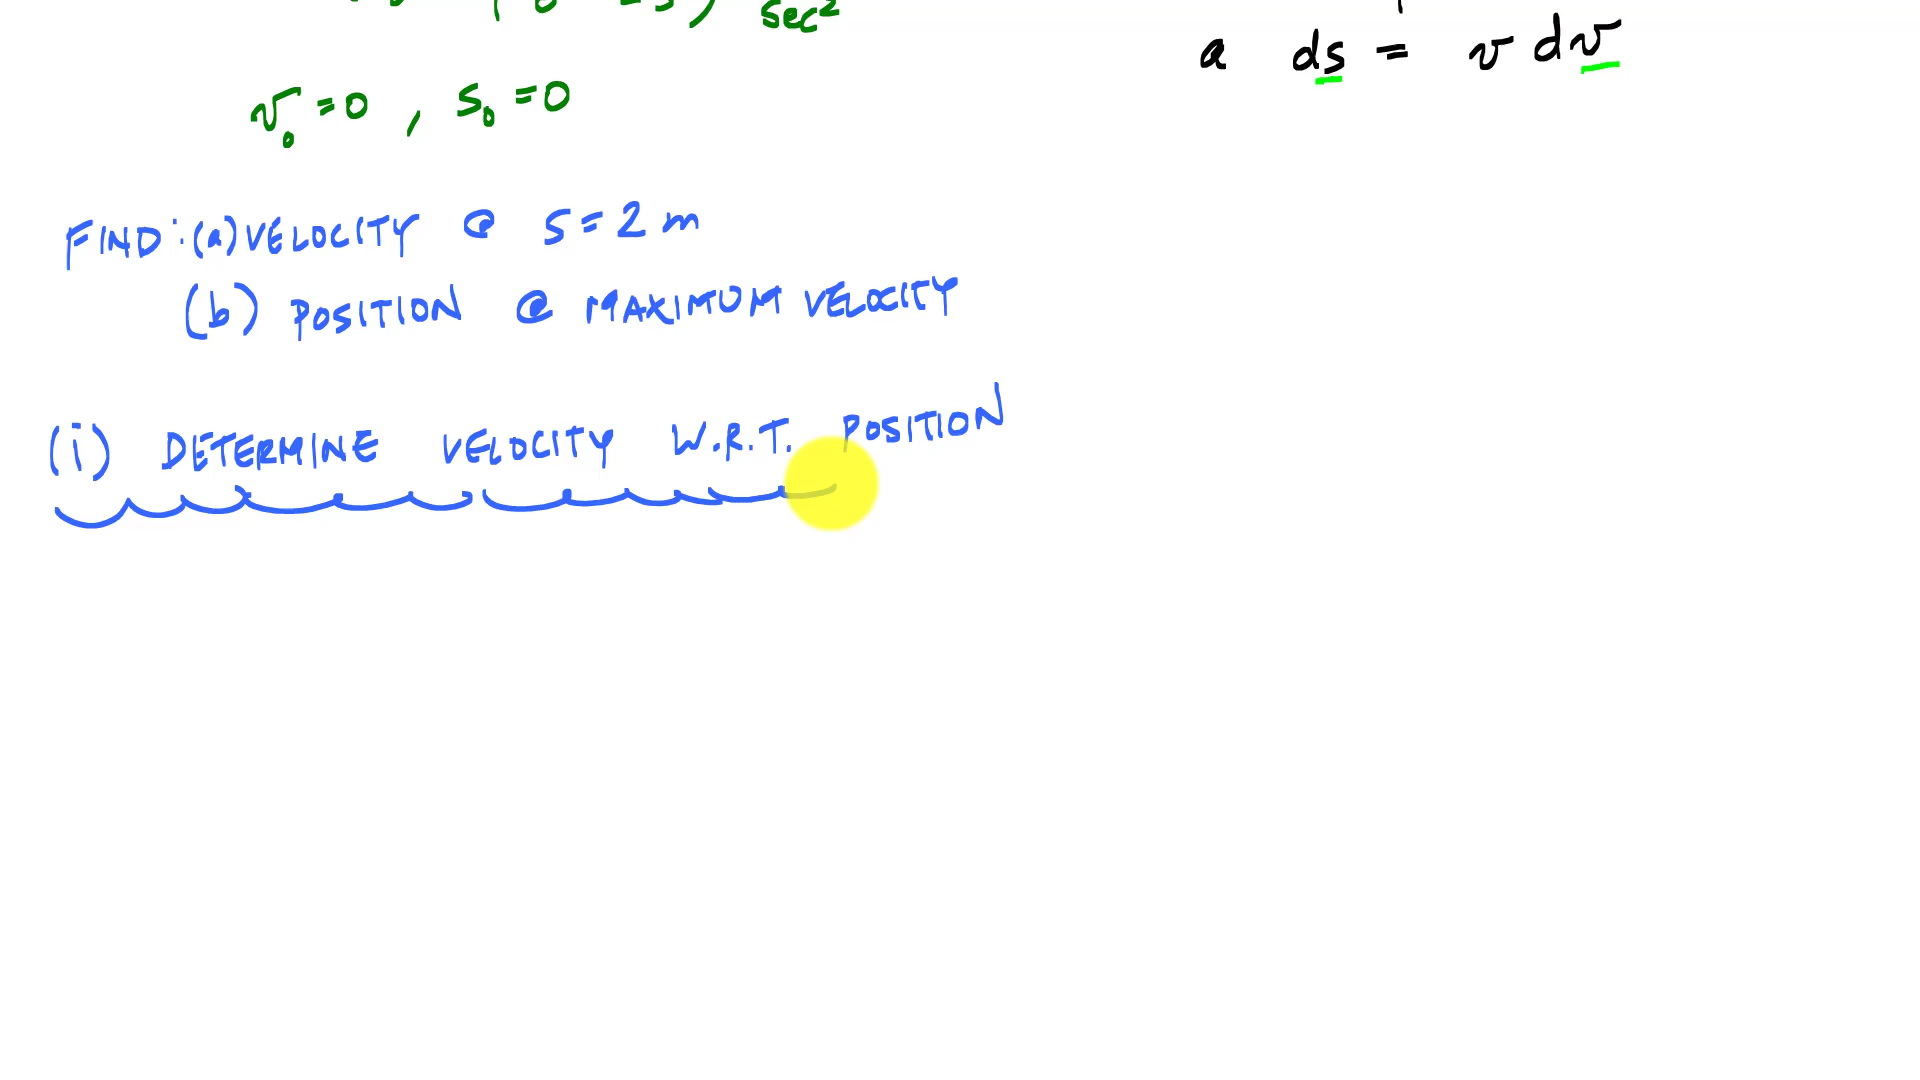 sec²
a ds = v dv
v₀ = 0 , s₀ = 0
FIND: (a) VELOCITY @ s = 2 m
(b) POSITION @ MAXIMUM VELOCITY
(i) DETERMINE VELOCITY W.R.T. POSITION